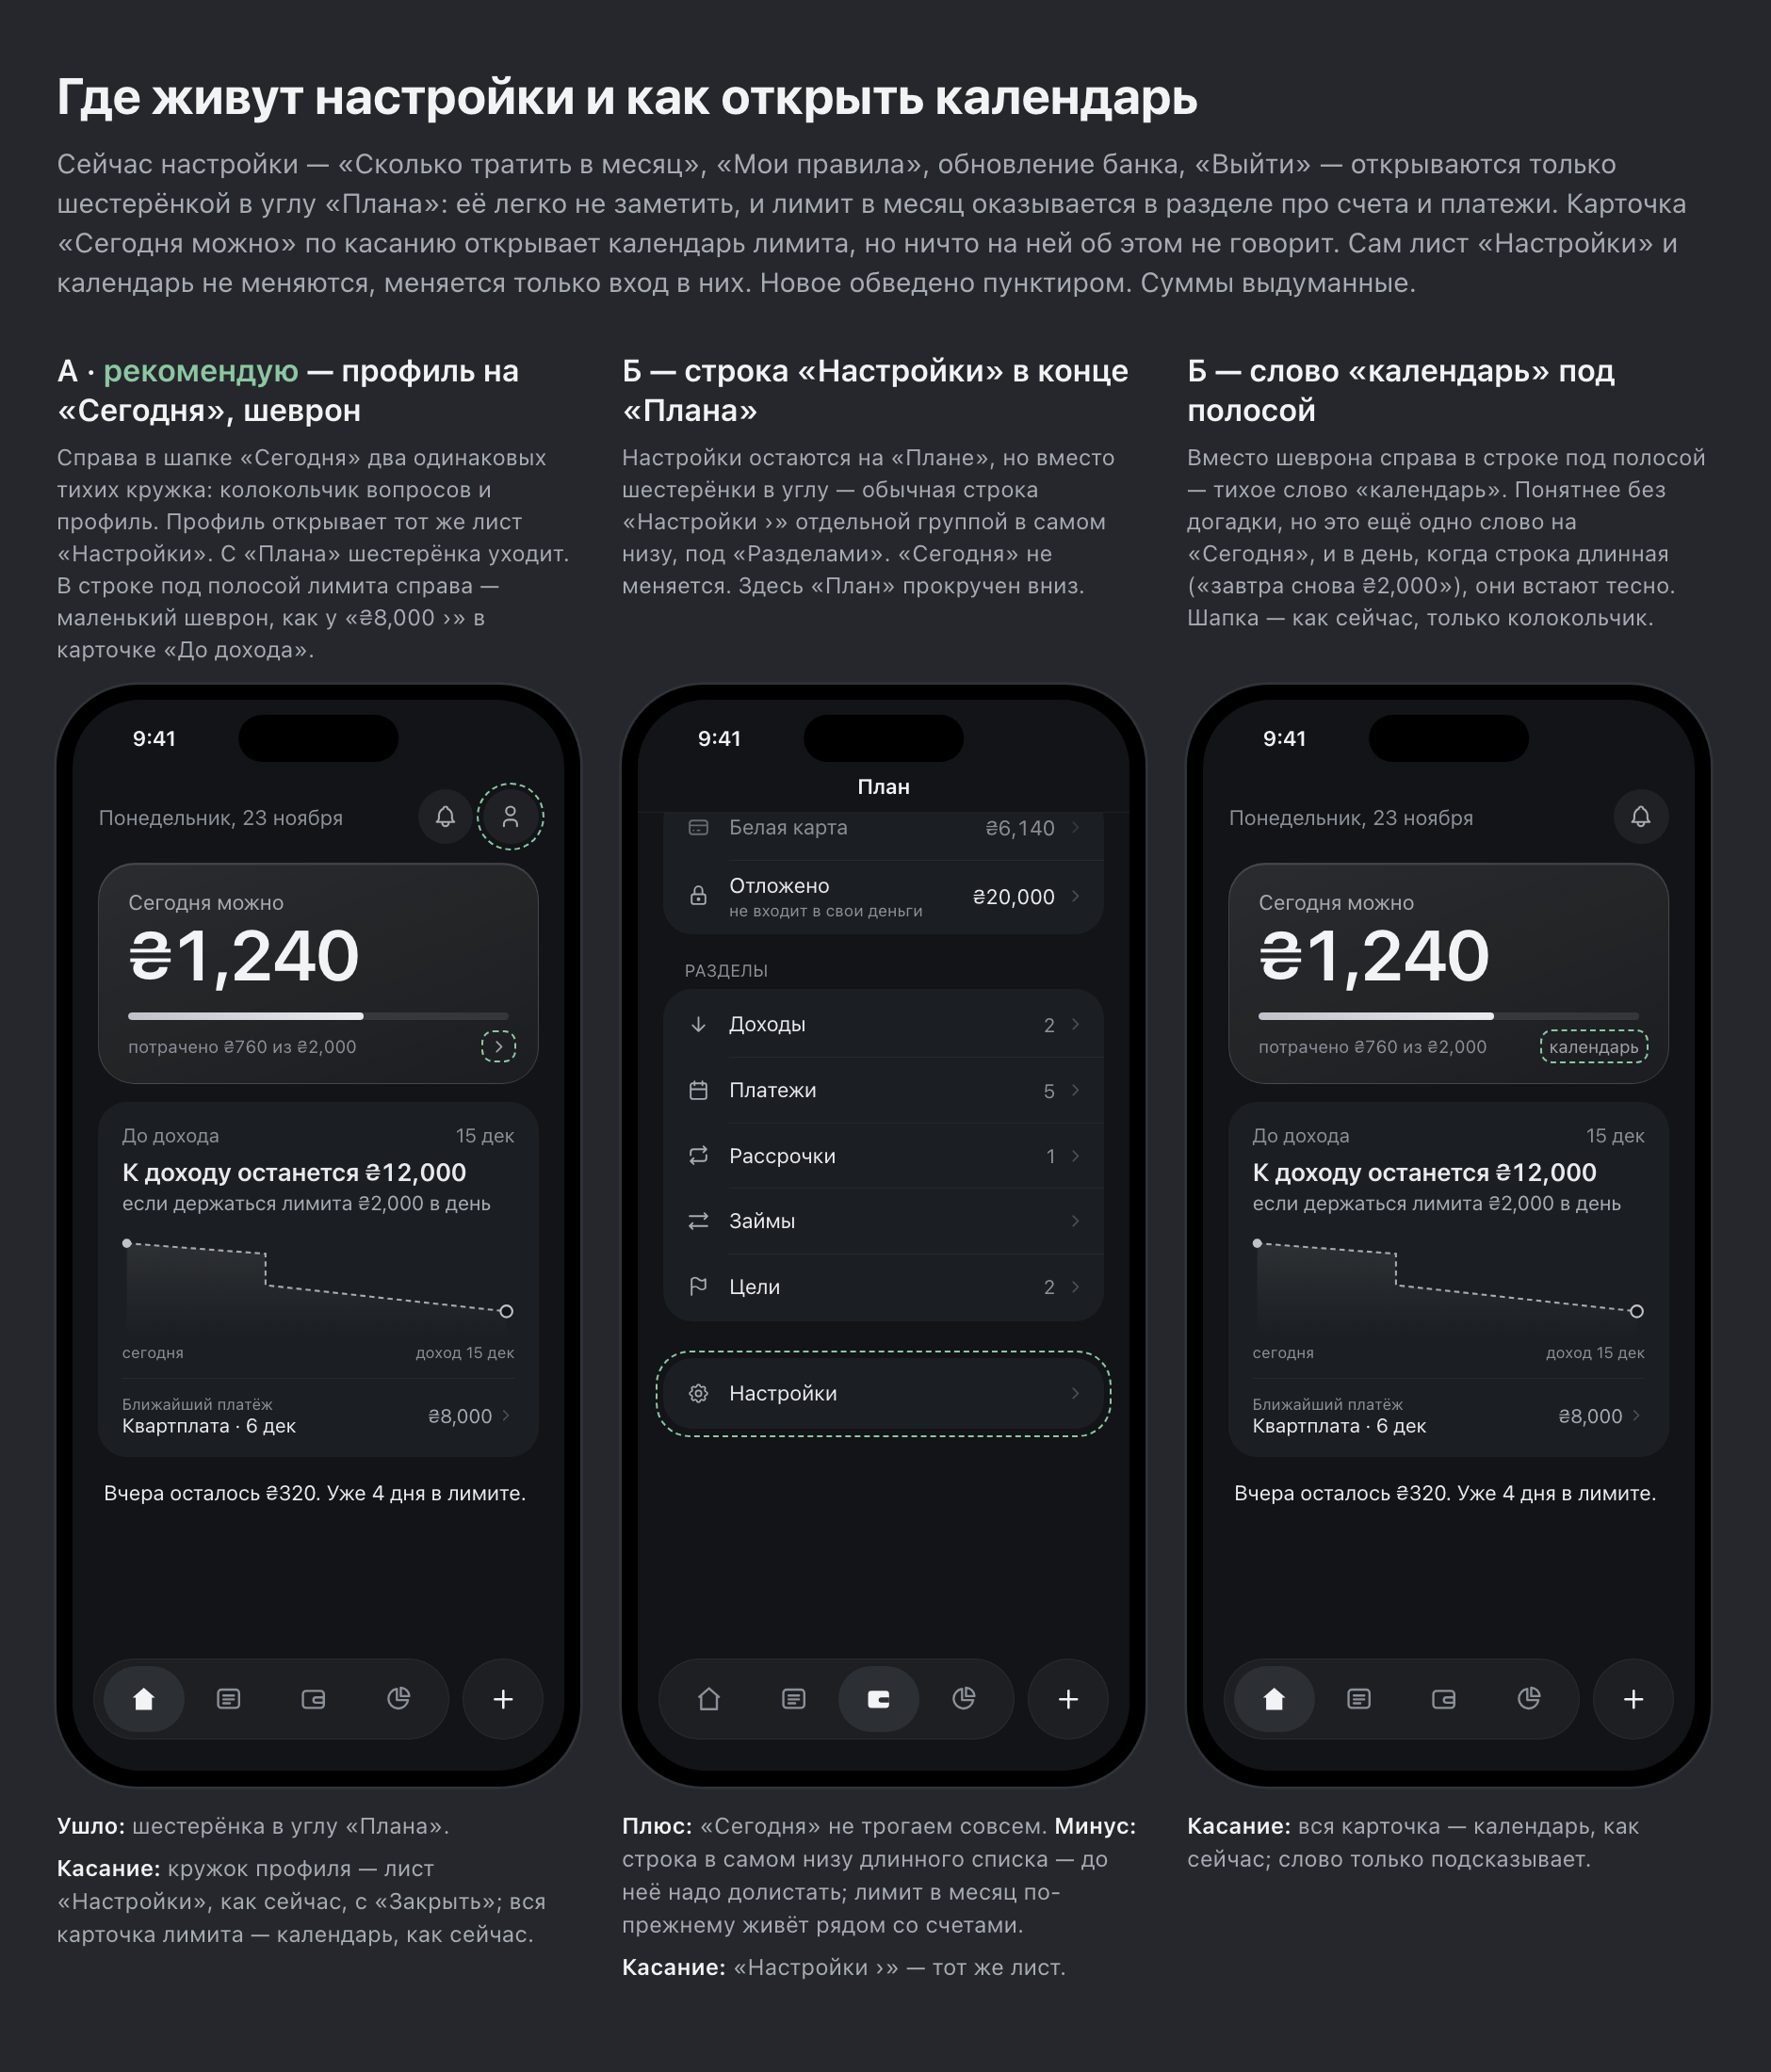 Где живут настройки и как открыть календарь
Сейчас настройки — «Сколько тратить в месяц», «Мои правила», обновление банка, «Выйти» — открываются только
шестерёнкой в углу «Плана»: её легко не заметить, и лимит в месяц оказывается в разделе про счета и платежи. Карточка
«Сегодня можно» по касанию открывает календарь лимита, но ничто на ней об этом не говорит. Сам лист «Настройки» и
календарь не меняются, меняется только вход в них. Новое обведено пунктиром. Суммы выдуманные.
А · рекомендую — профиль на
«Сегодня», шеврон
Справа в шапке «Сегодня» два одинаковых
тихих кружка: колокольчик вопросов и
профиль. Профиль открывает тот же лист
«Настройки». С «Плана» шестерёнка уходит.
В строке под полосой лимита справа —
маленький шеврон, как у «₴8,000 ›» в
карточке «До дохода».
9:41
Понедельник, 23 ноября
Сегодня можно
₴1,240
потрачено ₴760 из ₴2,000
До дохода 15 дек
К доходу останется ₴12,000
если держаться лимита ₴2,000 в день
сегодня доход 15 дек
Ближайший платёж
Квартплата · 6 дек ₴8,000 ›
Вчера осталось ₴320. Уже 4 дня в лимите.
Ушло: шестерёнка в углу «Плана».
Касание: кружок профиля — лист
«Настройки», как сейчас, с «Закрыть»; вся
карточка лимита — календарь, как сейчас.
Б — строка «Настройки» в конце
«Плана»
Настройки остаются на «Плане», но вместо
шестерёнки в углу — обычная строка
«Настройки ›» отдельной группой в самом
низу, под «Разделами». «Сегодня» не
меняется. Здесь «План» прокручен вниз.
9:41
План
Белая карта ₴6,140
Отложено
не входит в свои деньги
₴20,000
РАЗДЕЛЫ
Доходы 2
Платежи 5
Рассрочки 1
Займы
Цели 2
Настройки
Плюс: «Сегодня» не трогаем совсем. Минус:
строка в самом низу длинного списка — до
неё надо долистать; лимит в месяц по-
прежнему живёт рядом со счетами.
Касание: «Настройки ›» — тот же лист.
Б — слово «календарь» под
полосой
Вместо шеврона справа в строке под полосой
— тихое слово «календарь». Понятнее без
догадки, но это ещё одно слово на
«Сегодня», и в день, когда строка длинная
(«завтра снова ₴2,000»), они встают тесно.
Шапка — как сейчас, только колокольчик.
9:41
Понедельник, 23 ноября
Сегодня можно
₴1,240
потрачено ₴760 из ₴2,000 календарь
До дохода 15 дек
К доходу останется ₴12,000
если держаться лимита ₴2,000 в день
сегодня доход 15 дек
Ближайший платёж
Квартплата · 6 дек ₴8,000 ›
Вчера осталось ₴320. Уже 4 дня в лимите.
Касание: вся карточка — календарь, как
сейчас; слово только подсказывает.